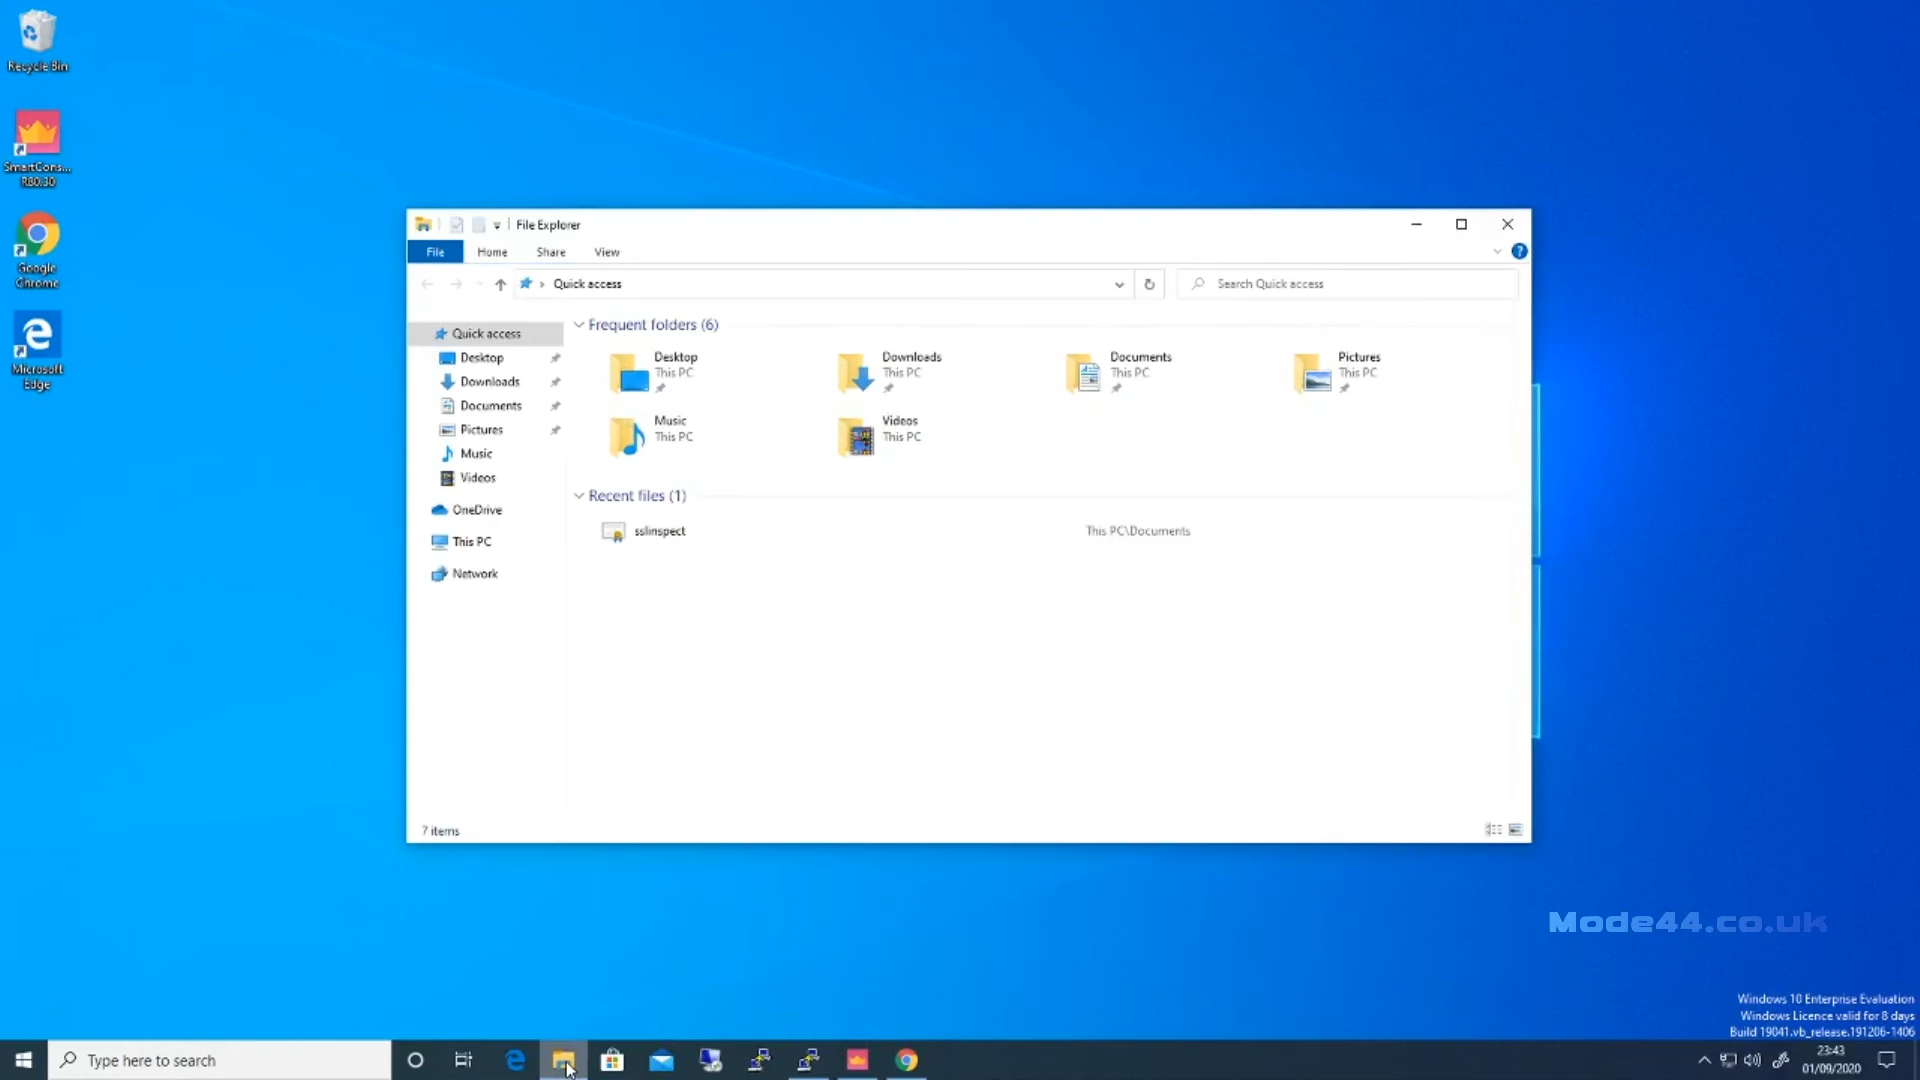 Recycle Bin
SmartCons...
R80.30
Google
Chrome
Microsoft
Edge
File Explorer
File
Home
Share
View
?
Quick access
Search Quick access
Quick access
Desktop
Downloads
Documents
Pictures
Music
Videos
OneDrive
This PC
Network
Frequent folders (6)
Desktop
This PC
Downloads
This PC
Documents
This PC
Pictures
This PC
Music
This PC
Videos
This PC
Recent files (1)
sslinspect
This PC\Documents
7 items
Mode44.co.uk
Windows 10 Enterprise Evaluation
Windows Licence valid for 8 days
Build 19041.vb_release.191206-1406
Type here to search
23:43
01/09/2020